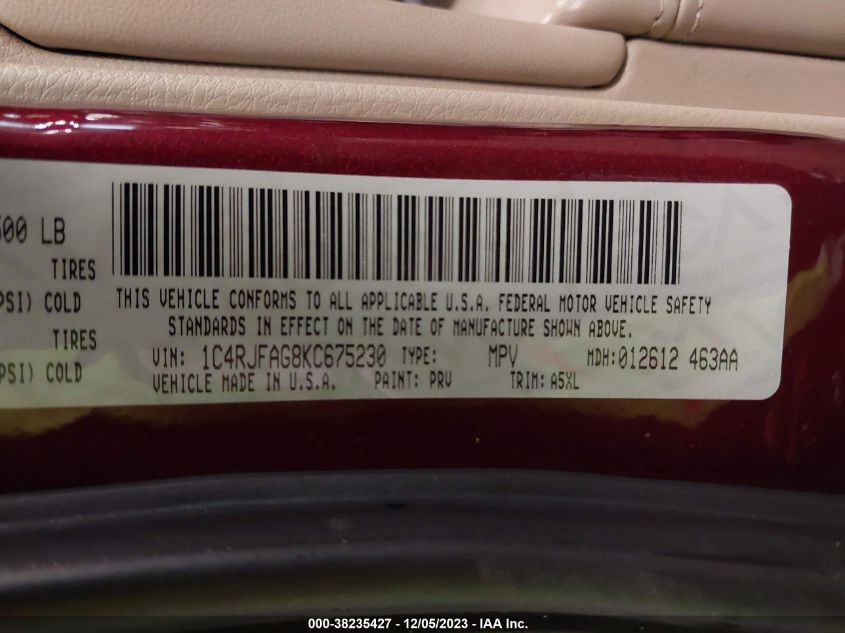 500 LB
TIRES
PSI) COLD
TIRES
PSI) COLD
THIS VEHICLE CONFORMS TO ALL APPLICABLE U.S.A. FEDERAL MOTOR VEHICLE SAFETY
STANDARDS IN EFFECT ON THE DATE OF MANUFACTURE SHOWN ABOVE.
VIN: 1C4RJFAG8KC675230 TYPE: MPV MDH:012612 463AA
VEHICLE MADE IN U.S.A. PAINT: PRV TRIM: A5XL
000-38235427 - 12/05/2023 - IAA Inc.